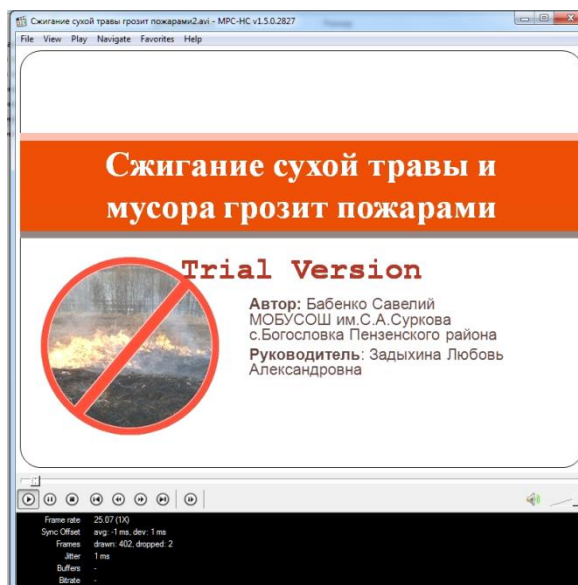 Сжигание сухой травы грозит пожарами2.avi - MPC-HC v1.5.0.2827
File View Play Navigate Favorites Help
Сжигание сухой травы и
мусора грозит пожарами
Trial Version
Автор: Бабенко Савелий
МОБУСОШ им.С.А.Суркова
с.Богословка Пензенского района
Руководитель: Задыхина Любовь
Александровна
Frame rate 25.07 (1X)
Sync Offset avg: -1 ms, dev: 1 ms
Frames drawn: 402, dropped: 2
Jitter 1 ms
Buffers -
Bitrate -